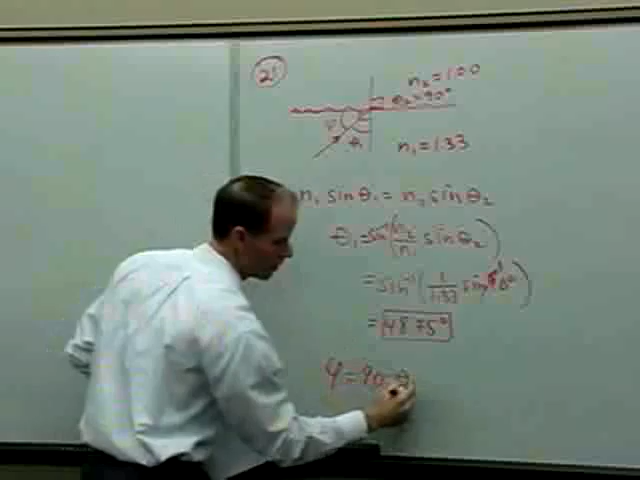 21
n₂ = 1.00
θ₂ = 90°
φ θ₁
n₁ = 1.33
n₁ sin θ₁ = n₂ sin θ₂
θ₁ = sin⁻¹(n₂/n₁ sin θ₂)
= sin⁻¹(1/1.33 sin 90°)
= 48.75°
φ = 90 - θ